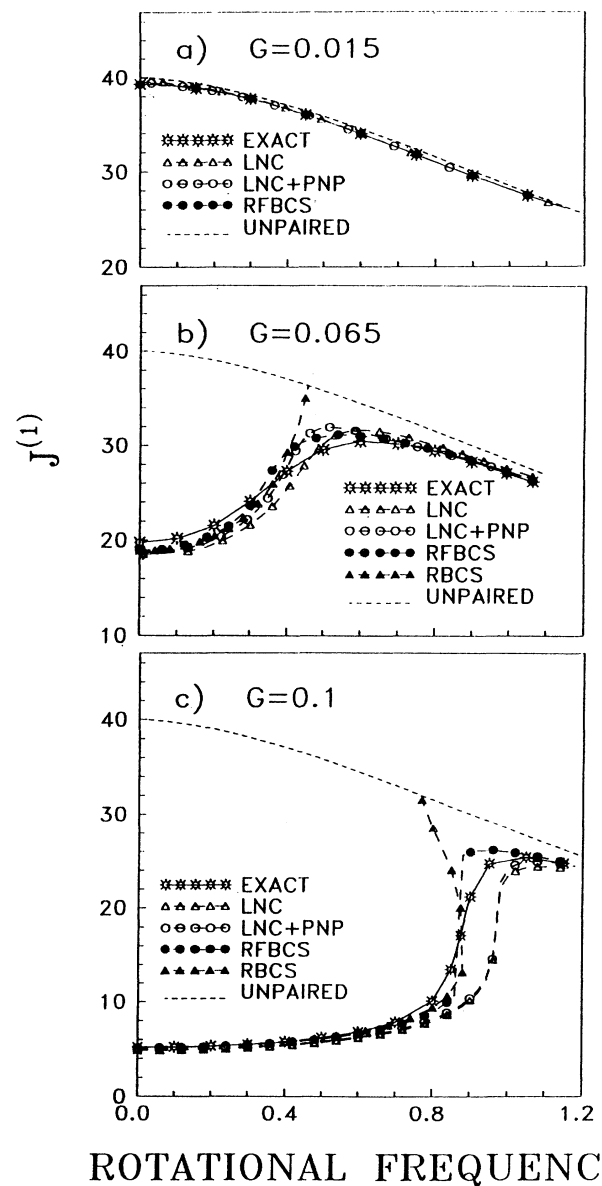 a) G=0.015
40
EXACT
LNC
30
LNC+PNP
RFBCS
UNPAIRED
20
b) G=0.065
40
J(1)
30
EXACT
LNC
LNC+PNP
20
RFBCS
RBCS
UNPAIRED
10
c) G=0.1
40
30
EXACT
LNC
20
LNC+PNP
RFBCS
RBCS
UNPAIRED
10
0
0.0 0.4 0.8 1.2
ROTATIONAL FREQUENC